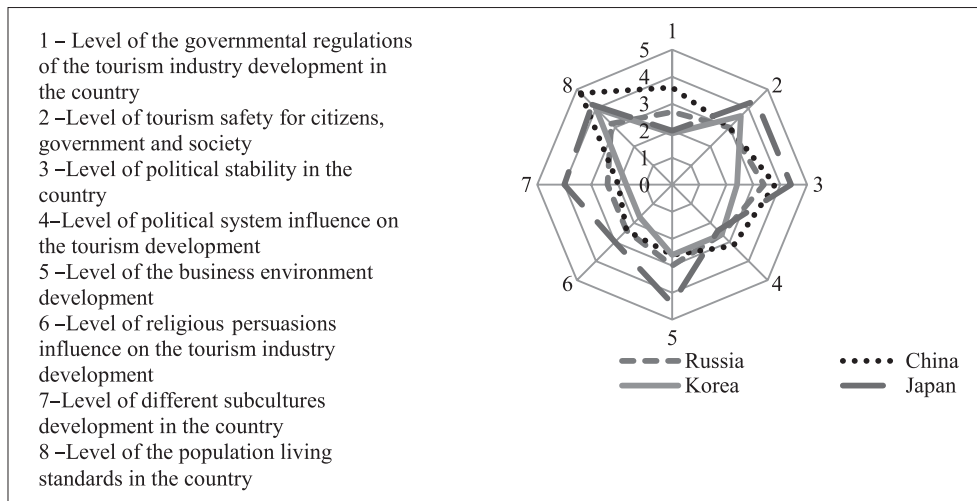 1 – Level of the governmental regulations
of the tourism industry development in
the country
2 –Level of tourism safety for citizens,
government and society
3 –Level of political stability in the
country
4–Level of political system influence on
the tourism development
5 –Level of the business environment
development
6 –Level of religious persuasions
influence on the tourism industry
development
7–Level of different subcultures
development in the country
8 –Level of the population living
standards in the country
1
5
4
3
2
1
0
2
3
4
5
6
7
8
Russia
China
Korea
Japan